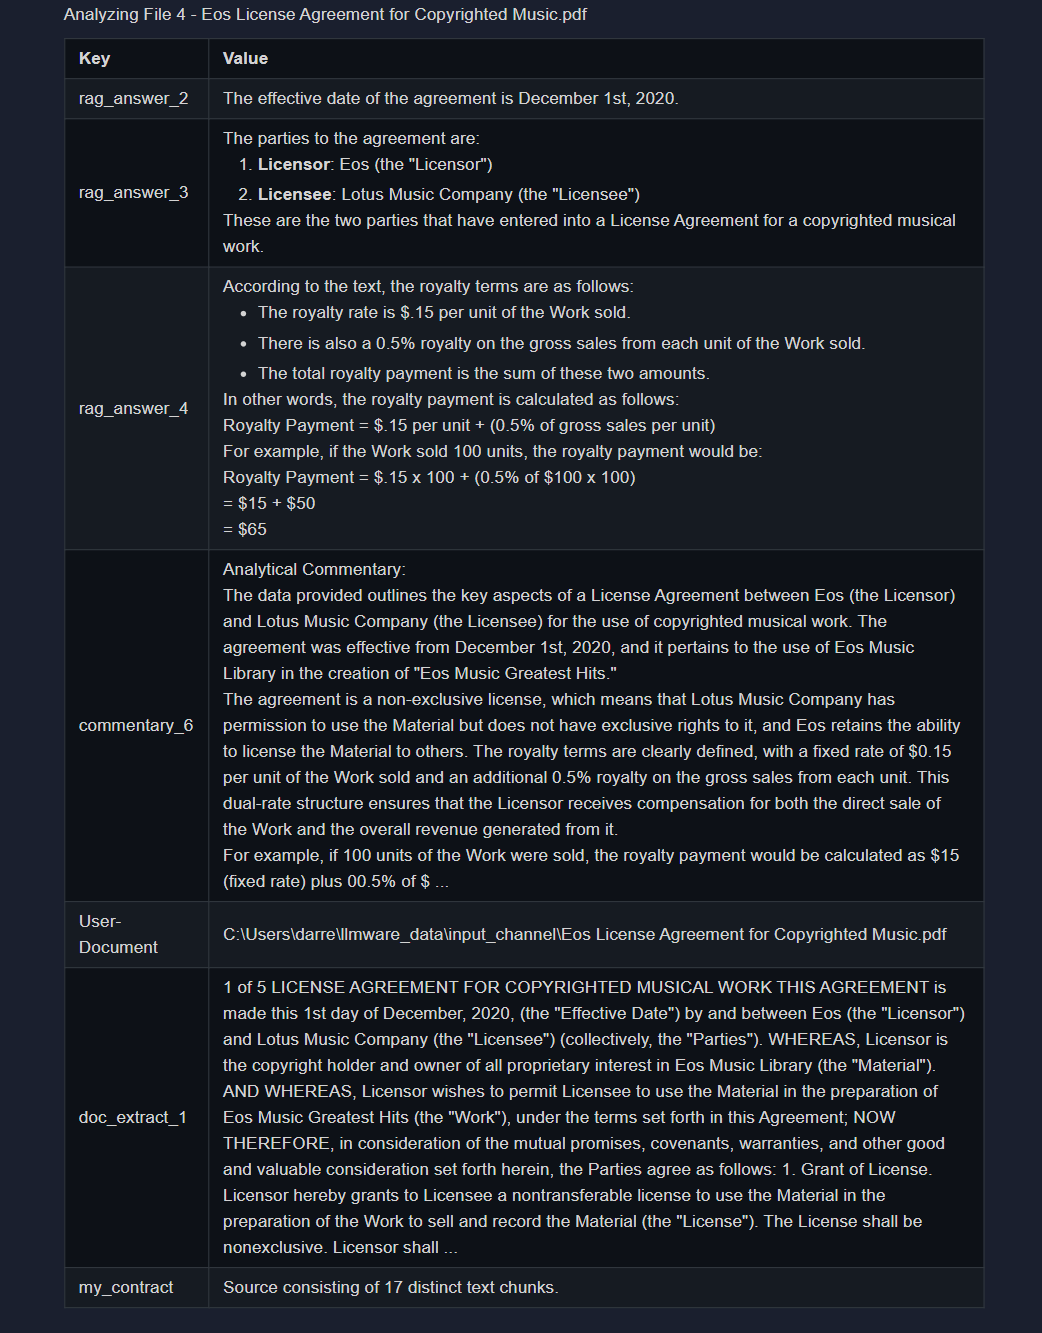 Analyzing File 4 - Eos License Agreement for Copyrighted Music.pdf
Key Value
rag_answer_2 The effective date of the agreement is December 1st, 2020.
rag_answer_3
The parties to the agreement are:
1. Licensor: Eos (the "Licensor")
2. Licensee: Lotus Music Company (the "Licensee")
These are the two parties that have entered into a License Agreement for a copyrighted musical
work.
rag_answer_4
According to the text, the royalty terms are as follows:
• The royalty rate is $.15 per unit of the Work sold.
• There is also a 0.5% royalty on the gross sales from each unit of the Work sold.
• The total royalty payment is the sum of these two amounts.
In other words, the royalty payment is calculated as follows:
Royalty Payment = $.15 per unit + (0.5% of gross sales per unit)
For example, if the Work sold 100 units, the royalty payment would be:
Royalty Payment = $.15 x 100 + (0.5% of $100 x 100)
= $15 + $50
= $65
commentary_6
Analytical Commentary:
The data provided outlines the key aspects of a License Agreement between Eos (the Licensor)
and Lotus Music Company (the Licensee) for the use of copyrighted musical work. The
agreement was effective from December 1st, 2020, and it pertains to the use of Eos Music
Library in the creation of "Eos Music Greatest Hits."
The agreement is a non-exclusive license, which means that Lotus Music Company has
permission to use the Material but does not have exclusive rights to it, and Eos retains the ability
to license the Material to others. The royalty terms are clearly defined, with a fixed rate of $0.15
per unit of the Work sold and an additional 0.5% royalty on the gross sales from each unit. This
dual-rate structure ensures that the Licensor receives compensation for both the direct sale of
the Work and the overall revenue generated from it.
For example, if 100 units of the Work were sold, the royalty payment would be calculated as $15
(fixed rate) plus 00.5% of $ ...
User-
Document
C:\Users\darre\llmware_data\input_channel\Eos License Agreement for Copyrighted Music.pdf
doc_extract_1
1 of 5 LICENSE AGREEMENT FOR COPYRIGHTED MUSICAL WORK THIS AGREEMENT is
made this 1st day of December, 2020, (the "Effective Date") by and between Eos (the "Licensor")
and Lotus Music Company (the "Licensee") (collectively, the "Parties"). WHEREAS, Licensor is
the copyright holder and owner of all proprietary interest in Eos Music Library (the "Material").
AND WHEREAS, Licensor wishes to permit Licensee to use the Material in the preparation of
Eos Music Greatest Hits (the "Work"), under the terms set forth in this Agreement; NOW
THEREFORE, in consideration of the mutual promises, covenants, warranties, and other good
and valuable consideration set forth herein, the Parties agree as follows: 1. Grant of License.
Licensor hereby grants to Licensee a nontransferable license to use the Material in the
preparation of the Work to sell and record the Material (the "License"). The License shall be
nonexclusive. Licensor shall ...
my_contract Source consisting of 17 distinct text chunks.